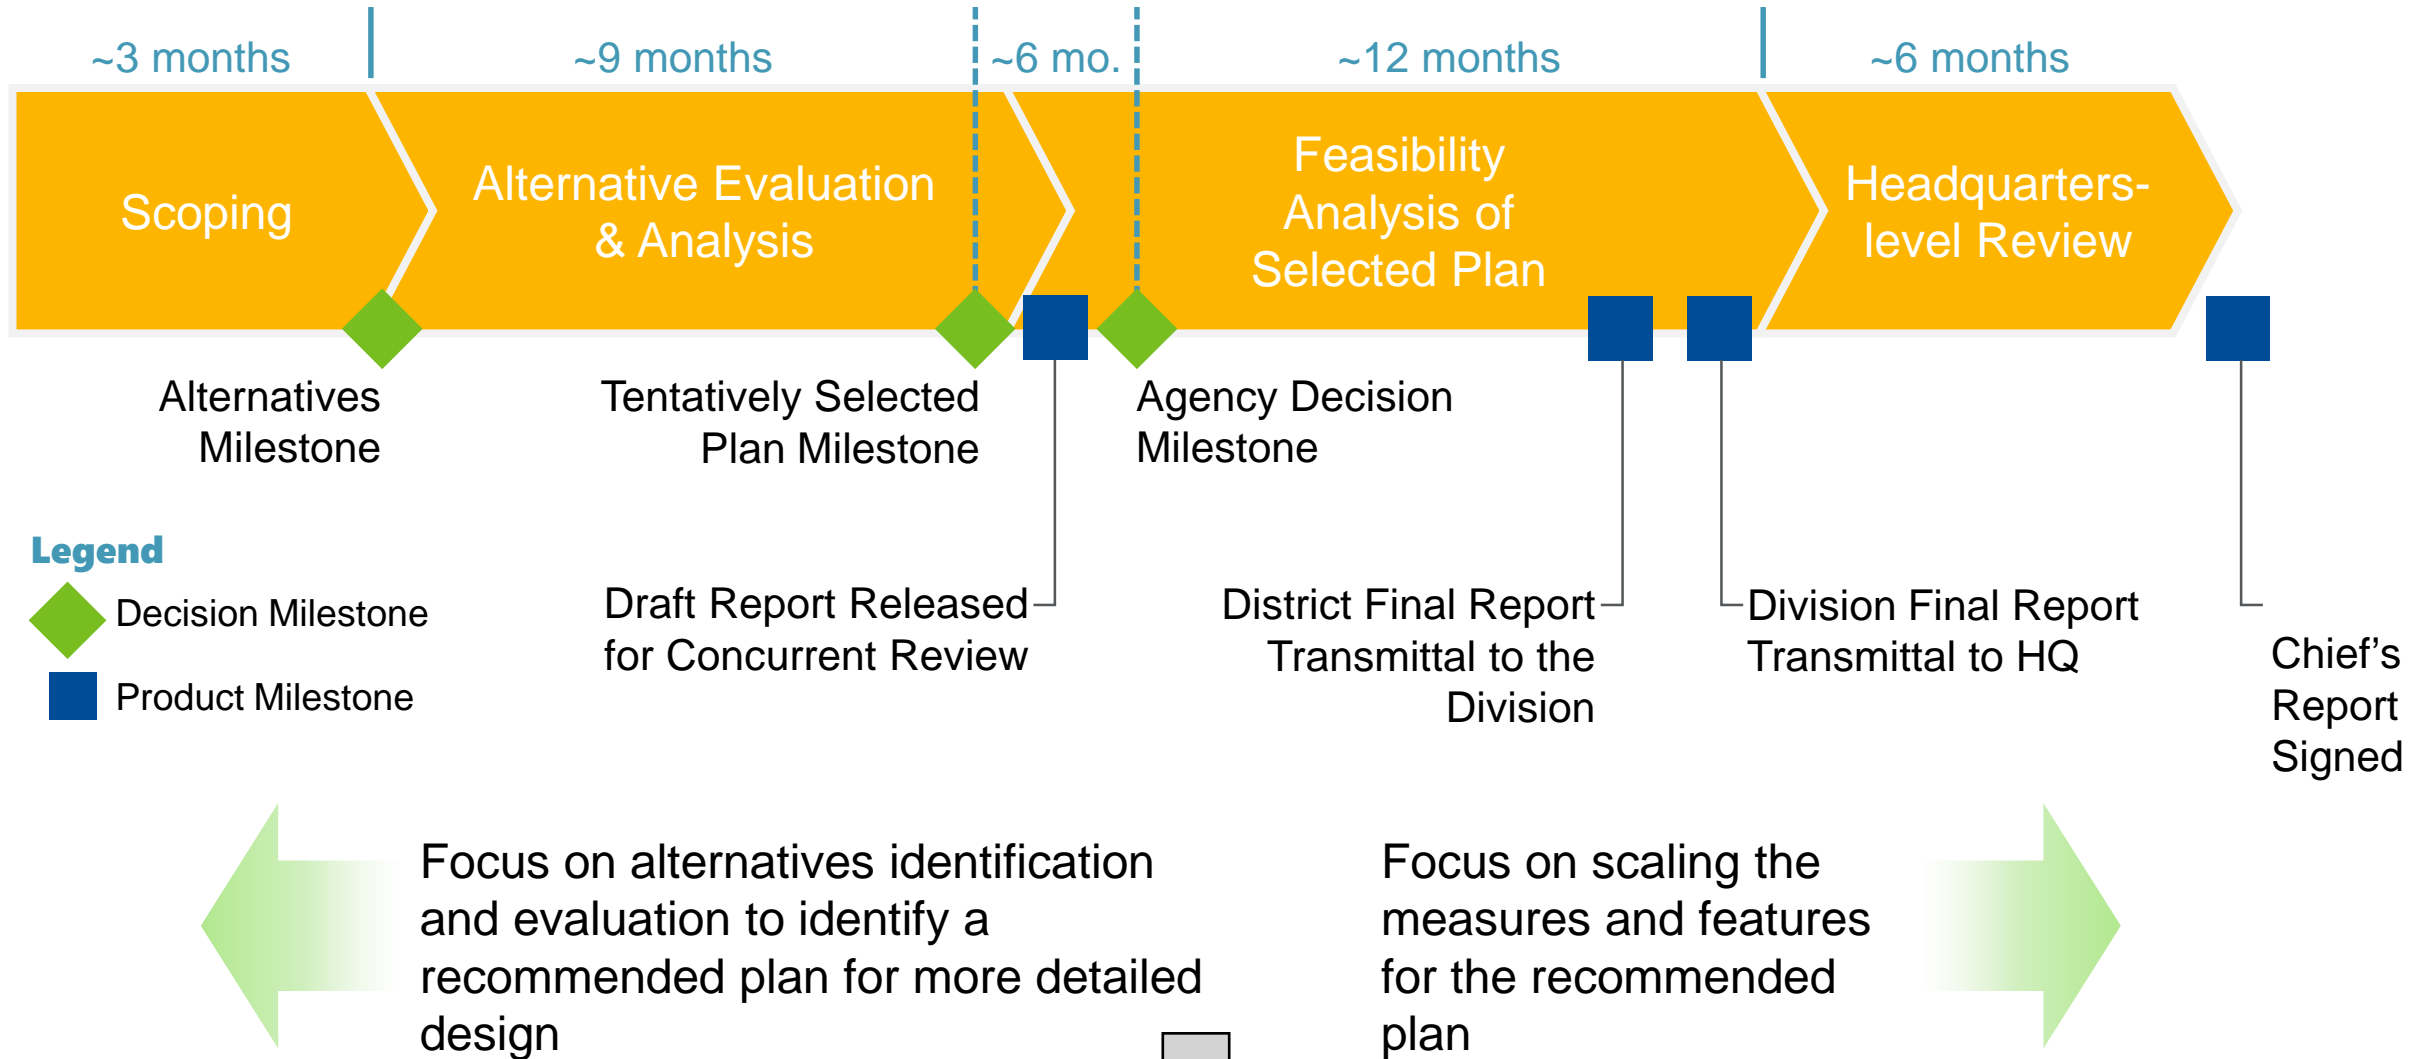 ~3 months
~9 months
~6 mo.
~12 months
~6 months
Scoping
Alternative Evaluation
& Analysis
Feasibility
Analysis of
Selected Plan
Headquarters-
level Review
Alternatives
Milestone
Tentatively Selected
Plan Milestone
Agency Decision
Milestone
Legend
Decision Milestone
Product Milestone
Draft Report Released
for Concurrent Review
District Final Report
Transmittal to the
Division
Division Final Report
Transmittal to HQ
Chief’s
Report
Signed
Focus on alternatives identification
and evaluation to identify a
recommended plan for more detailed
design
Focus on scaling the
measures and features
for the recommended
plan